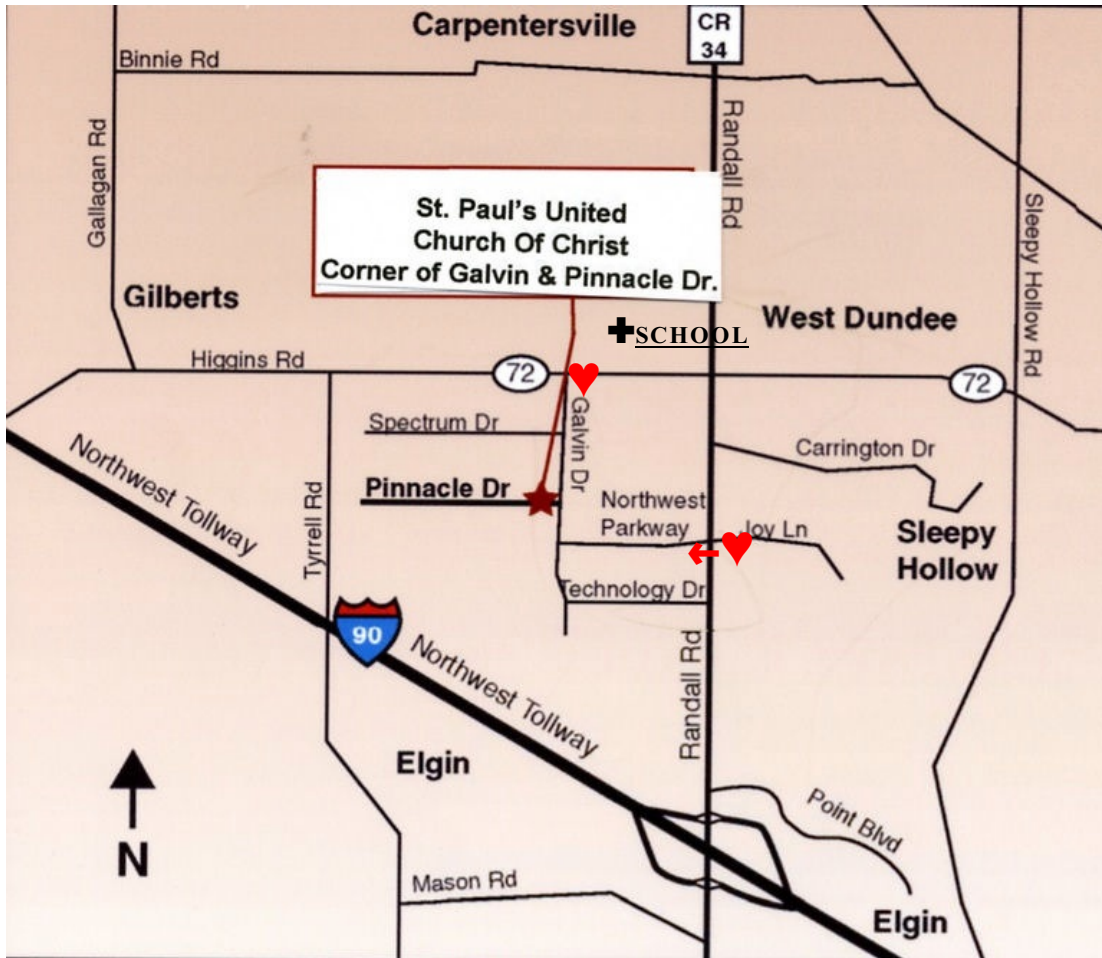 Carpentersville
CR
34
Binnie Rd
Gallagan Rd
Randall Rd
Sleepy Hollow Rd
St. Paul's United
Church Of Christ
Corner of Galvin & Pinnacle Dr.
Gilberts
West Dundee
SCHOOL
Higgins Rd
72
72
Spectrum Dr
Galvin Dr
Carrington Dr
Northwest Tollway
Tyrrell Rd
Pinnacle Dr
Northwest
Parkway
Joy Ln
Sleepy
Hollow
Technology Dr
90
Northwest Tollway
Randall Rd
Elgin
Point Blvd
N
Mason Rd
Elgin